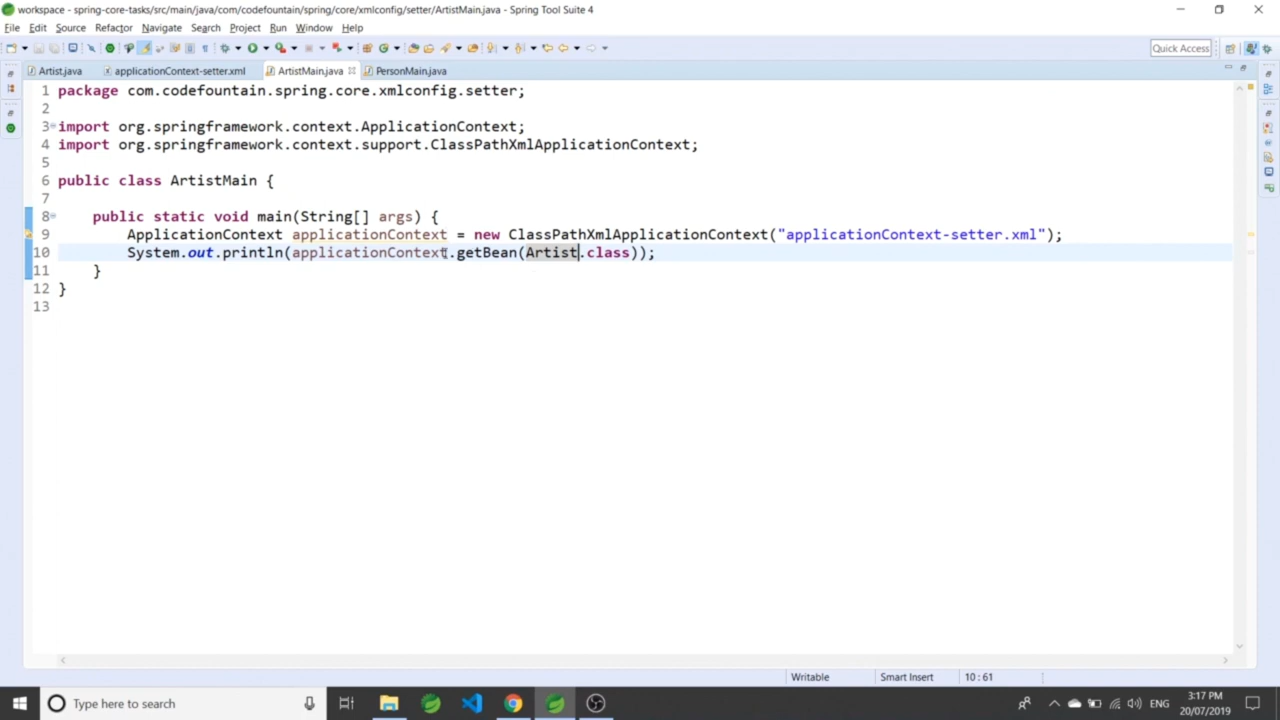 workspace - spring-core-tasks/src/main/java/com/codefountain/spring/core/xmlconfig/setter/ArtistMain.java - Spring Tool Suite 4
File Edit Source Refactor Navigate Search Project Run Window Help
Quick Access
Artist.java applicationContext-setter.xml ArtistMain.java PersonMain.java
1 package com.codefountain.spring.core.xmlconfig.setter;
2
3 import org.springframework.context.ApplicationContext;
4 import org.springframework.context.support.ClassPathXmlApplicationContext;
5
6 public class ArtistMain {
7
8 public static void main(String[] args) {
9 ApplicationContext applicationContext = new ClassPathXmlApplicationContext("applicationContext-setter.xml");
10 System.out.println(applicationContext.getBean(Artist.class));
11 }
12 }
13
Writable Smart Insert 10 : 61
Type here to search
ENG
3:17 PM
20/07/2019